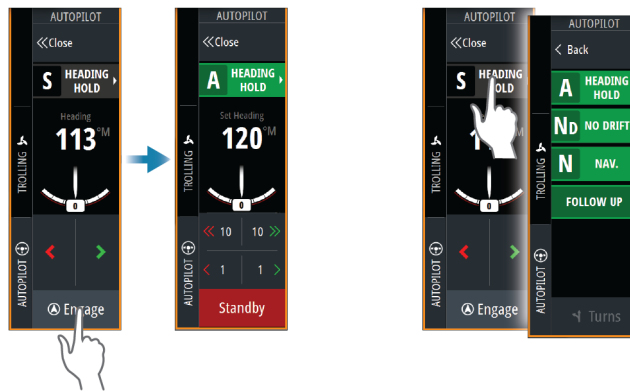 AUTOPILOT
Close
S HEADING
HOLD
Heading
113°M
0
Engage
TROLLING
AUTOPILOT
AUTOPILOT
Close
A HEADING
HOLD
Set Heading
120°M
0
10 10
1 1
Standby
TROLLING
AUTOPILOT
AUTOPILOT
Close
S HEADING
HOLD
0
Engage
TROLLING
AUTOPILOT
AUTOPILOT
Back
A HEADING
HOLD
ND NO DRIFT
N NAV.
FOLLOW UP
Turns
TROLLING
AUTOPILOT